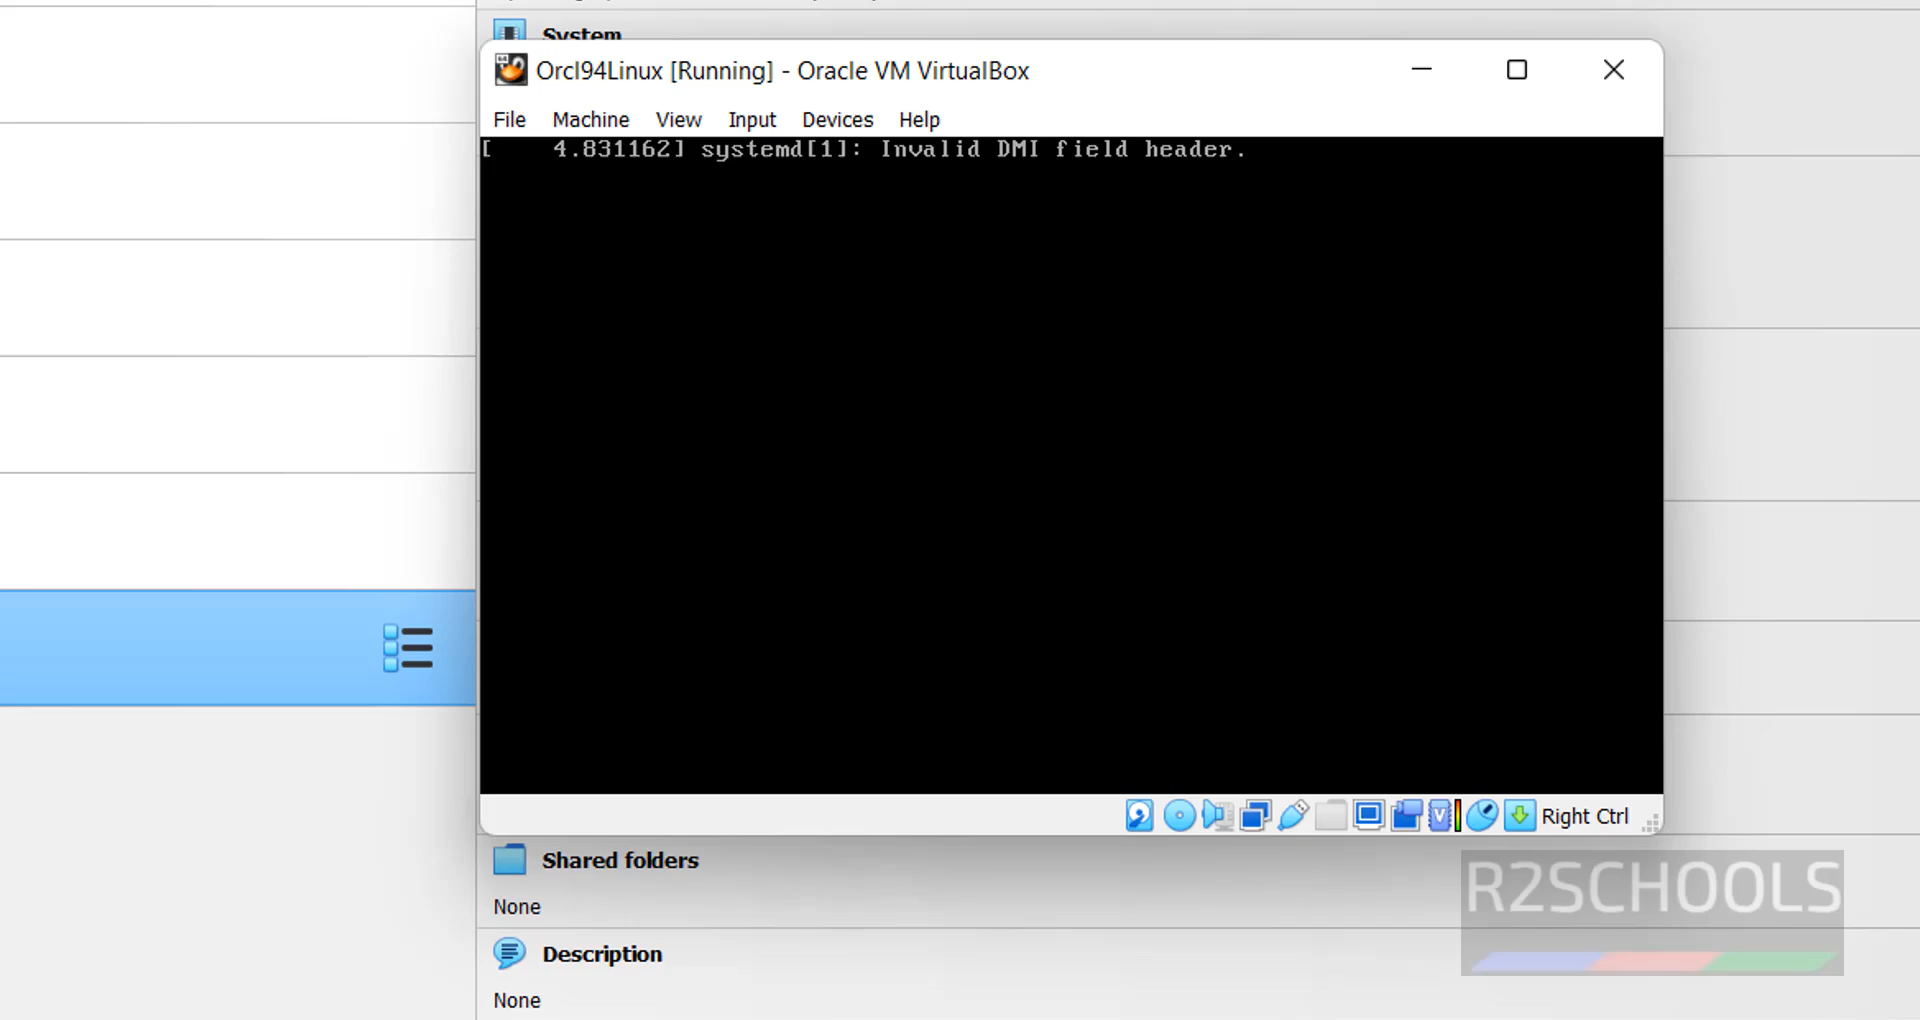 System
Orcl94Linux [Running] - Oracle VM VirtualBox
File Machine View Input Devices Help
[    4.831162] systemd[1]: Invalid DMI field header.
Right Ctrl
Shared folders
None
R2SCHOOLS
Description
None